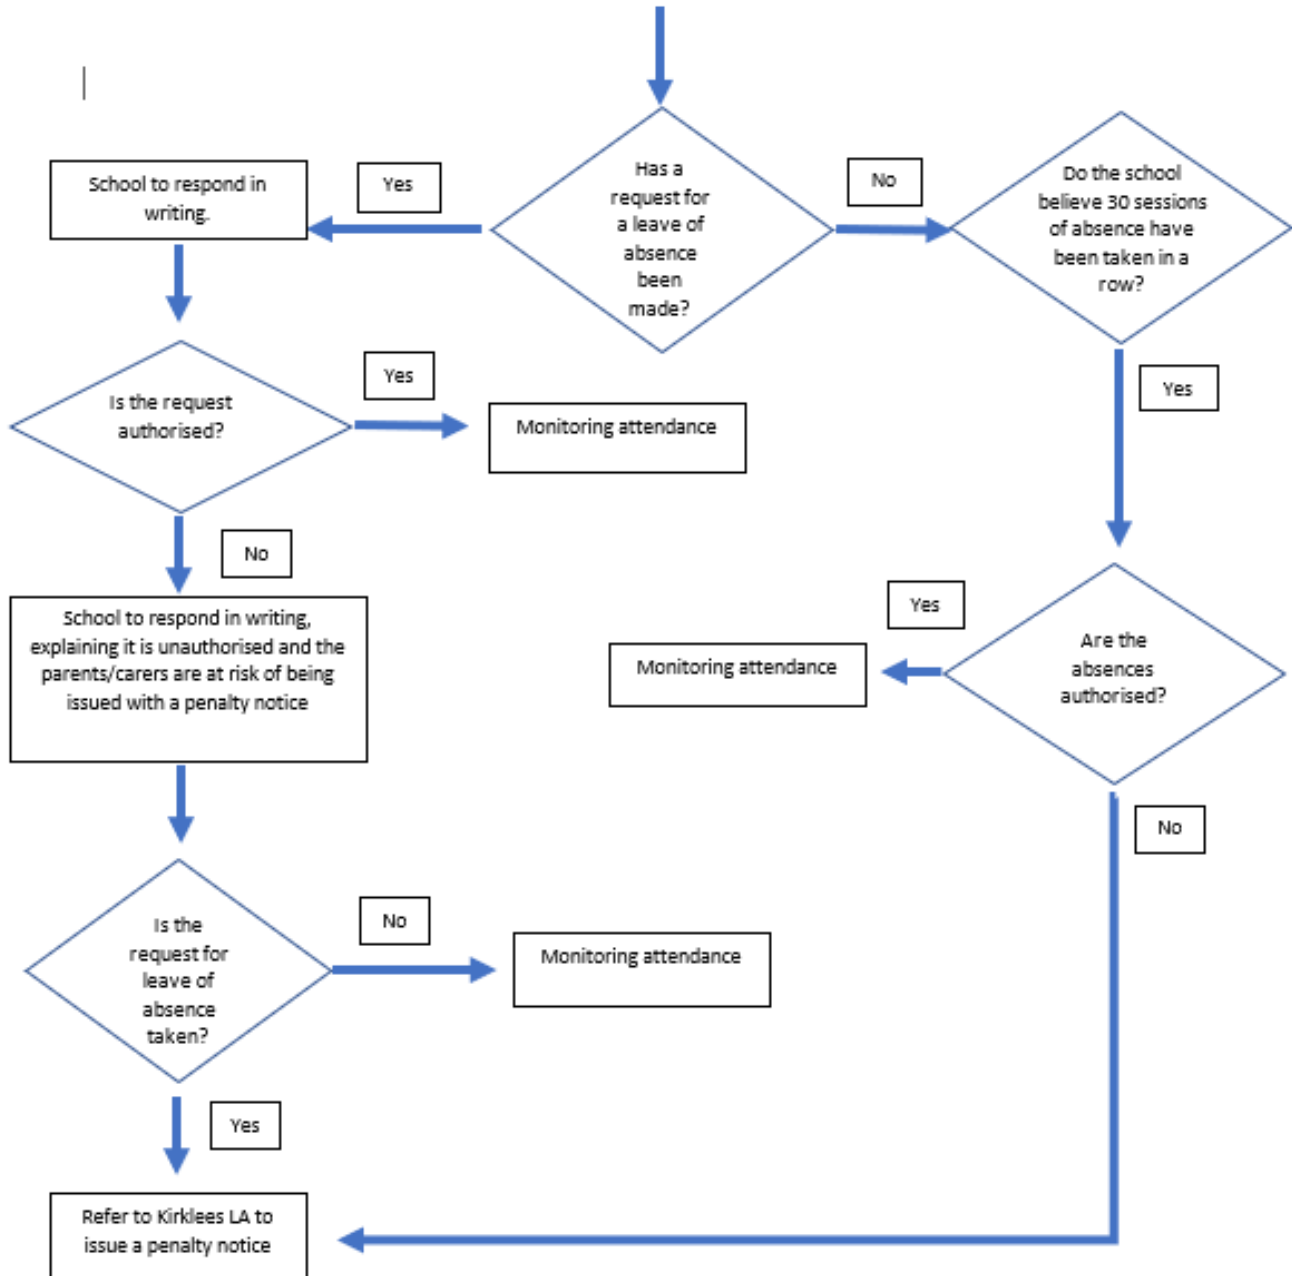 Has a
request for
a leave of
absence
been
made?
Yes
No
School to respond in
writing.
Do the school
believe 30 sessions
of absence have
been taken in a
row?
Is the request
authorised?
Yes
Monitoring attendance
Yes
No
School to respond in writing,
explaining it is unauthorised and the
parents/carers are at risk of being
issued with a penalty notice
Are the
absences
authorised?
Yes
Monitoring attendance
No
Is the
request for
leave of
absence
taken?
No
Monitoring attendance
Yes
Refer to Kirklees LA to
issue a penalty notice